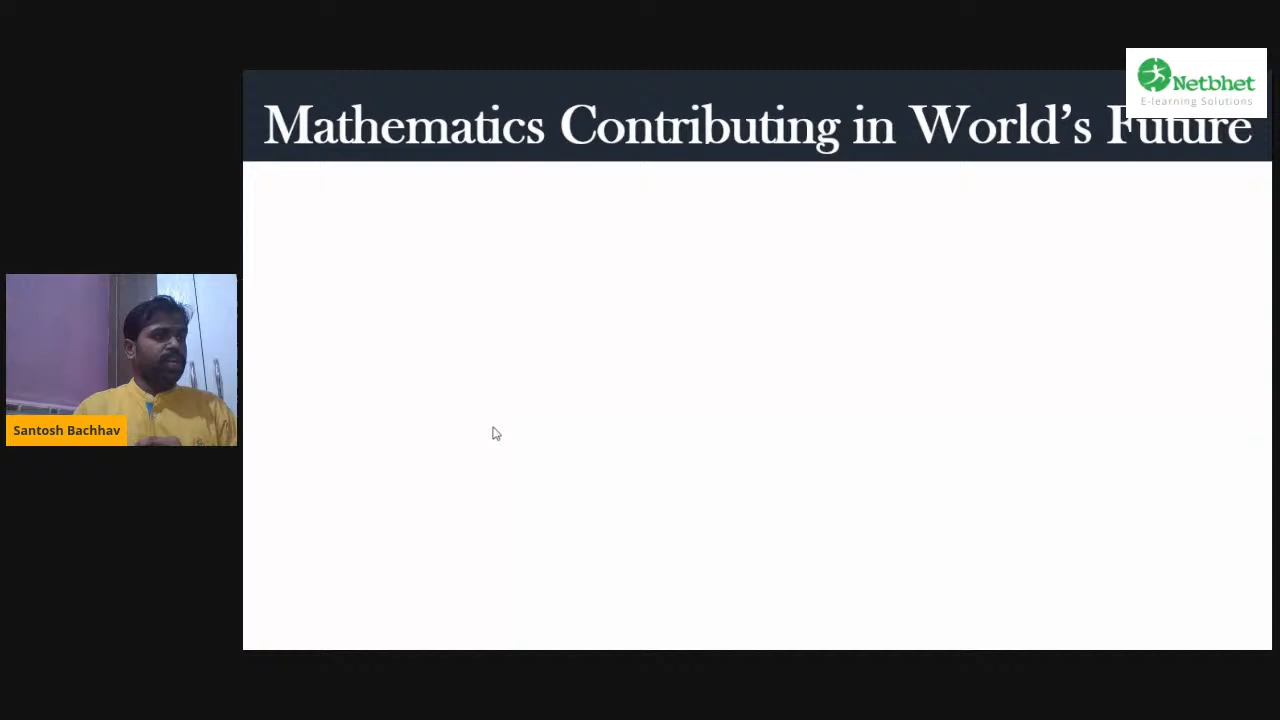 Netbhet
E-learning Solutions
Mathematics Contributing in World's Future
Santosh Bachhav